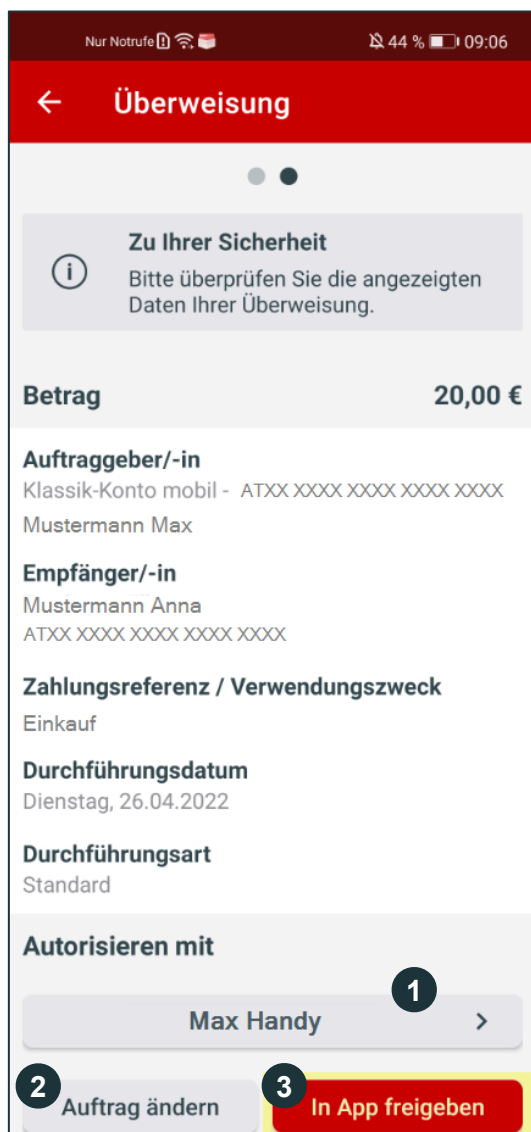 Nur Notrufe 44 % 09:06
Überweisung
Zu Ihrer Sicherheit
Bitte überprüfen Sie die angezeigten
Daten Ihrer Überweisung.
Betrag 20,00 €
Auftraggeber/-in
Klassik-Konto mobil - ATXX XXXX XXXX XXXX XXXX
Mustermann Max
Empfänger/-in
Mustermann Anna
ATXX XXXX XXXX XXXX XXXX
Zahlungsreferenz / Verwendungszweck
Einkauf
Durchführungsdatum
Dienstag, 26.04.2022
Durchführungsart
Standard
Autorisieren mit
1
Max Handy
2 3
Auftrag ändern In App freigeben